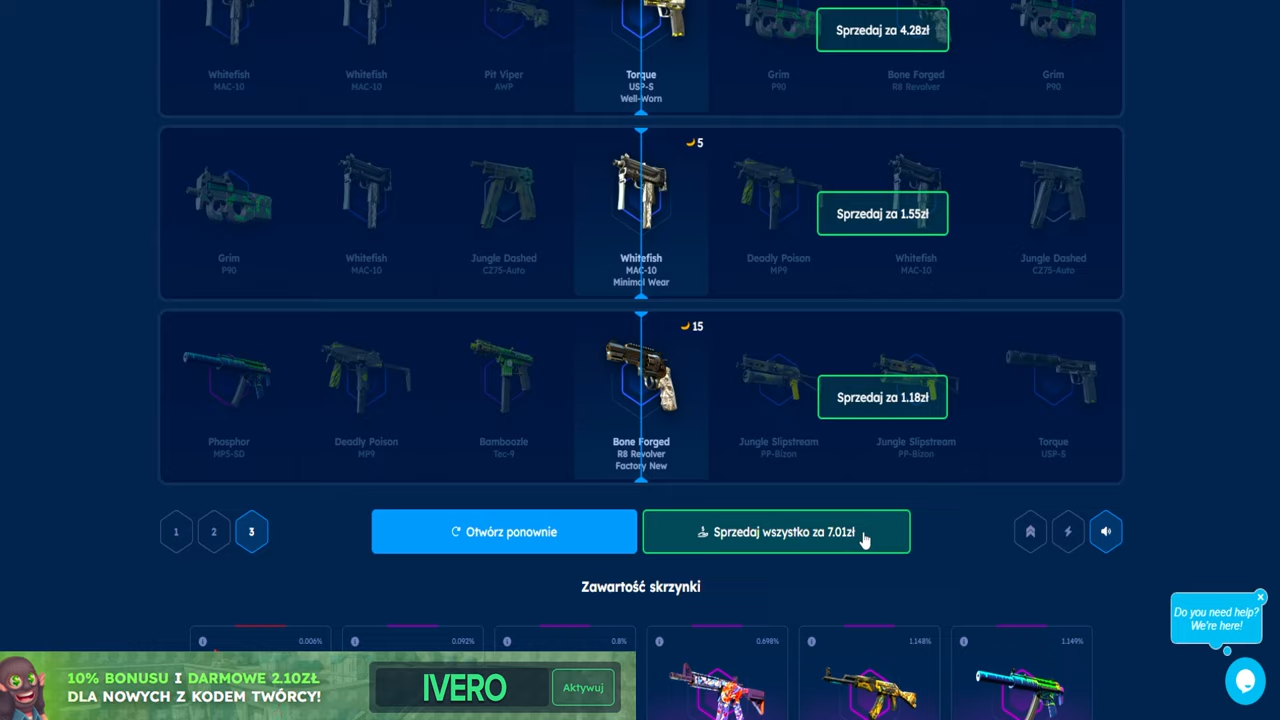 Sprzedaj za 4.28zł
Whitefish
MAC-10
Whitefish
MAC-10
Pit Viper
AWP
Torque
USP-S
Well-Worn
Grim
P90
Bone Forged
R8 Revolver
Grim
P90
5
Sprzedaj za 1.55zł
Grim
P90
Whitefish
MAC-10
Jungle Dashed
CZ75-Auto
Whitefish
MAC-10
Minimal Wear
Deadly Poison
MP9
Whitefish
MAC-10
Jungle Dashed
CZ75-Auto
15
Sprzedaj za 1.18zł
Phosphor
MP5-SD
Deadly Poison
MP9
Bamboozle
Tec-9
Bone Forged
R8 Revolver
Factory New
Jungle Slipstream
PP-Bizon
Jungle Slipstream
PP-Bizon
Torque
USP-S
1 2 3
Otwórz ponownie
Sprzedaj wszystko za 7.01zł
Zawartość skrzynki
0.006%
0.092%
0.8%
0.698%
1.148%
1.149%
Do you need help?
We're here!
10% BONUSU I DARMOWE 2.10ZŁ
DLA NOWYCH Z KODEM TWÓRCY!
IVERO
Aktywuj